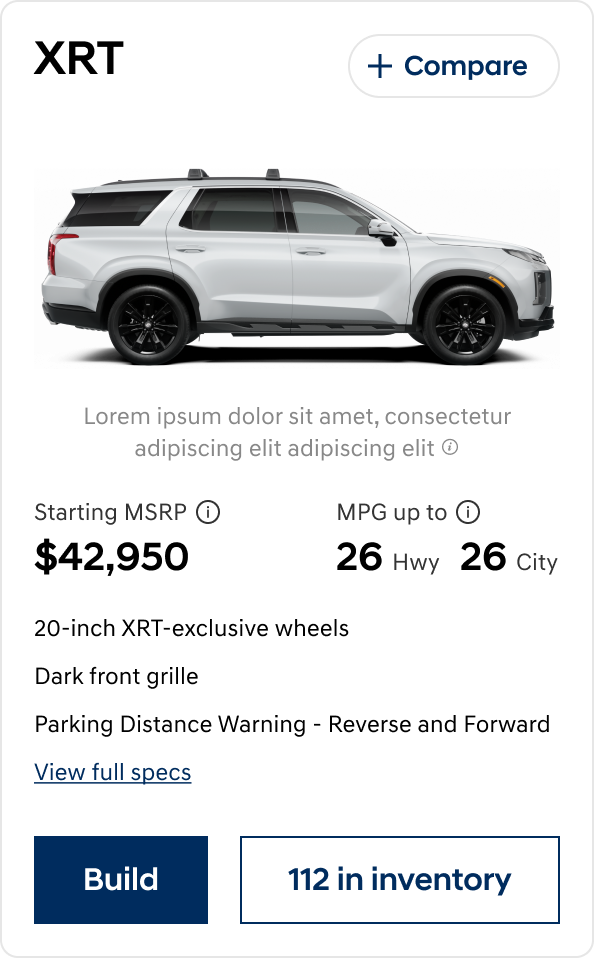 XRT
+ Compare
Lorem ipsum dolor sit amet, consectetur
adipiscing elit adipiscing elit ⓘ
Starting MSRP ⓘ
$42,950
MPG up to ⓘ
26 Hwy 26 City
20-inch XRT-exclusive wheels
Dark front grille
Parking Distance Warning - Reverse and Forward
View full specs
Build
112 in inventory